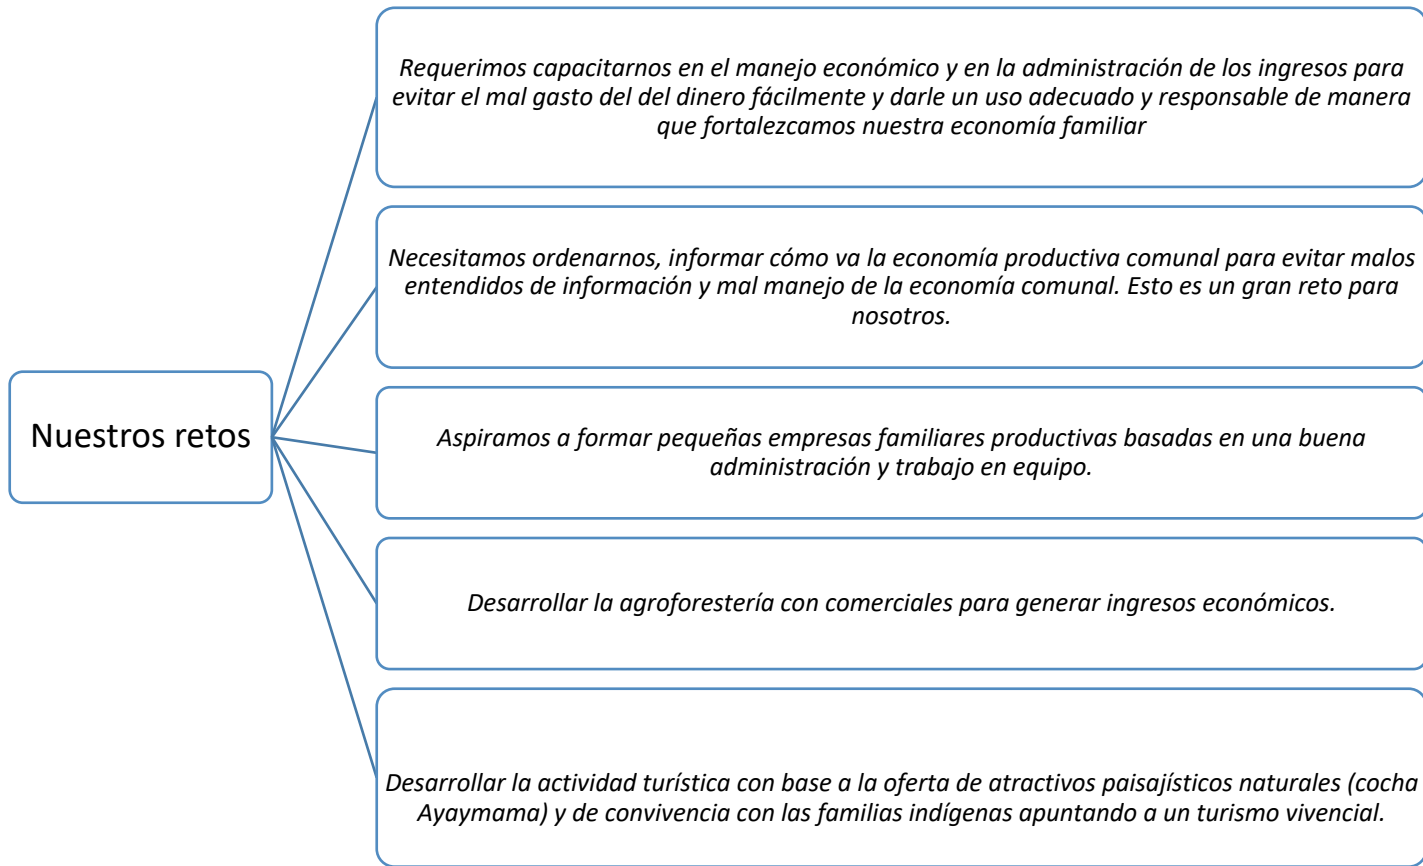 Requerimos capacitarnos en el manejo económico y en la administración de los ingresos para
evitar el mal gasto del del dinero fácilmente y darle un uso adecuado y responsable de manera
que fortalezcamos nuestra economía familiar
Necesitamos ordenarnos, informar cómo va la economía productiva comunal para evitar malos
entendidos de información y mal manejo de la economía comunal. Esto es un gran reto para
nosotros.
Nuestros retos
Aspiramos a formar pequeñas empresas familiares productivas basadas en una buena
administración y trabajo en equipo.
Desarrollar la agroforestería con comerciales para generar ingresos económicos.
Desarrollar la actividad turística con base a la oferta de atractivos paisajísticos naturales (cocha
Ayaymama) y de convivencia con las familias indígenas apuntando a un turismo vivencial.